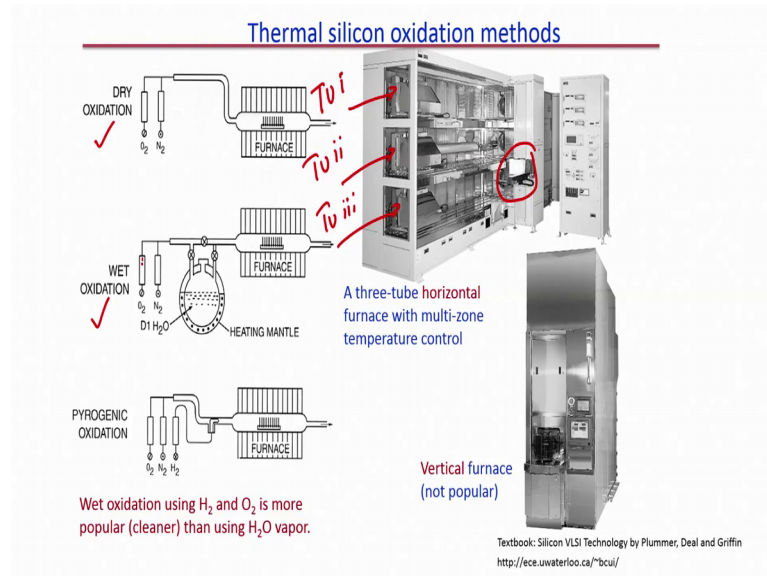 Thermal silicon oxidation methods
DRY
OXIDATION
O2 N2
FURNACE
Tu i
Tu ii
Tu iii
WET
OXIDATION
O2 N2
D1 H2O
HEATING MANTLE
FURNACE
A three-tube horizontal
furnace with multi-zone
temperature control
PYROGENIC
OXIDATION
O2 N2 H2
FURNACE
Vertical furnace
(not popular)
Wet oxidation using H2 and O2 is more
popular (cleaner) than using H2O vapor.
Textbook: Silicon VLSI Technology by Plummer, Deal and Griffin
http://ece.uwaterloo.ca/~bcui/